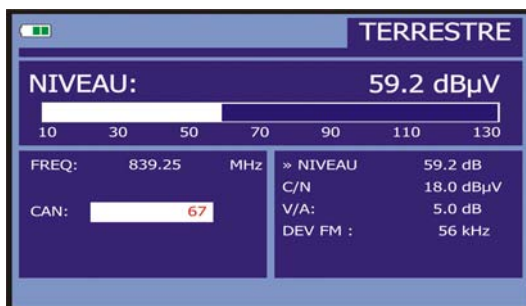 TERRESTRE
NIVEAU: 59.2 dBµV
10 30 50 70 90 110 130
FREQ: 839.25 MHz
CAN: 67
» NIVEAU 59.2 dB
C/N 18.0 dBµV
V/A: 5.0 dB
DEV FM : 56 kHz